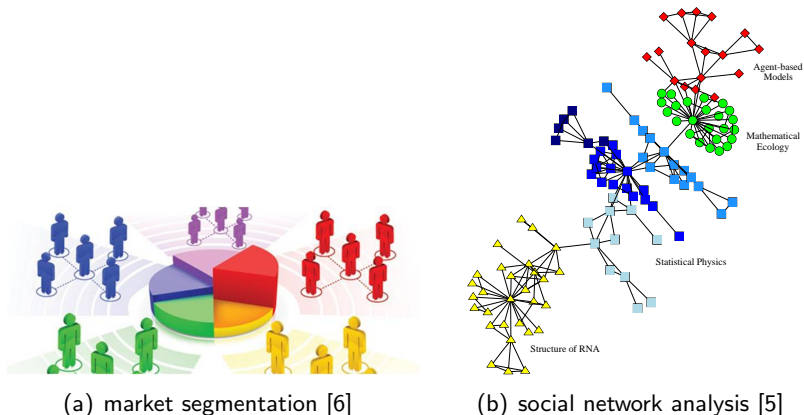 Agent-based
Models
Mathematical
Ecology
Statistical Physics
Structure of RNA
(a) market segmentation [6]
(b) social network analysis [5]